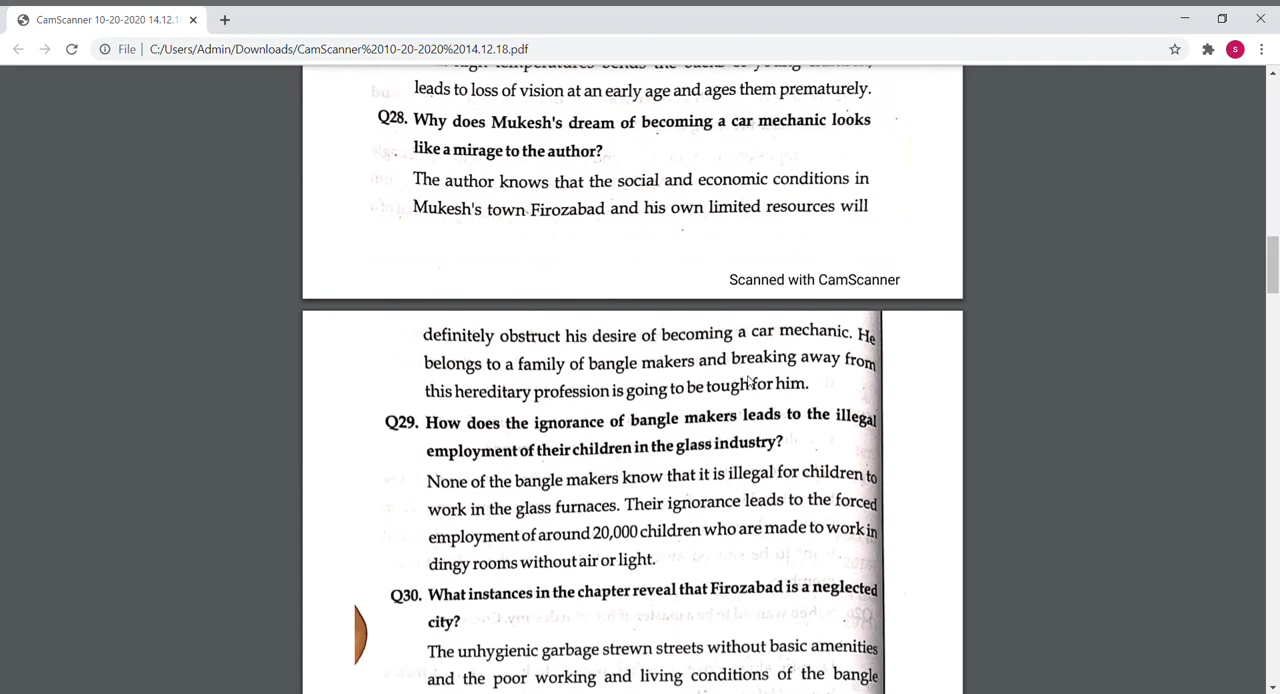 CamScanner 10-20-2020 14.12.1
File
C:/Users/Admin/Downloads/CamScanner%2010-20-2020%2014.12.18.pdf
s
leads to loss of vision at an early age and ages them prematurely.
Q28. Why does Mukesh's dream of becoming a car mechanic looks
like a mirage to the author?
The author knows that the social and economic conditions in
Mukesh's town Firozabad and his own limited resources will
Scanned with CamScanner
definitely obstruct his desire of becoming a car mechanic. He
belongs to a family of bangle makers and breaking away from
this hereditary profession is going to be tough for him.
Q29. How does the ignorance of bangle makers leads to the illegal
employment of their children in the glass industry?
None of the bangle makers know that it is illegal for children to
work in the glass furnaces. Their ignorance leads to the forced
employment of around 20,000 children who are made to work in
dingy rooms without air or light.
Q30. What instances in the chapter reveal that Firozabad is a neglected
city?
The unhygienic garbage strewn streets without basic amenities
and the poor working and living conditions of the bangle